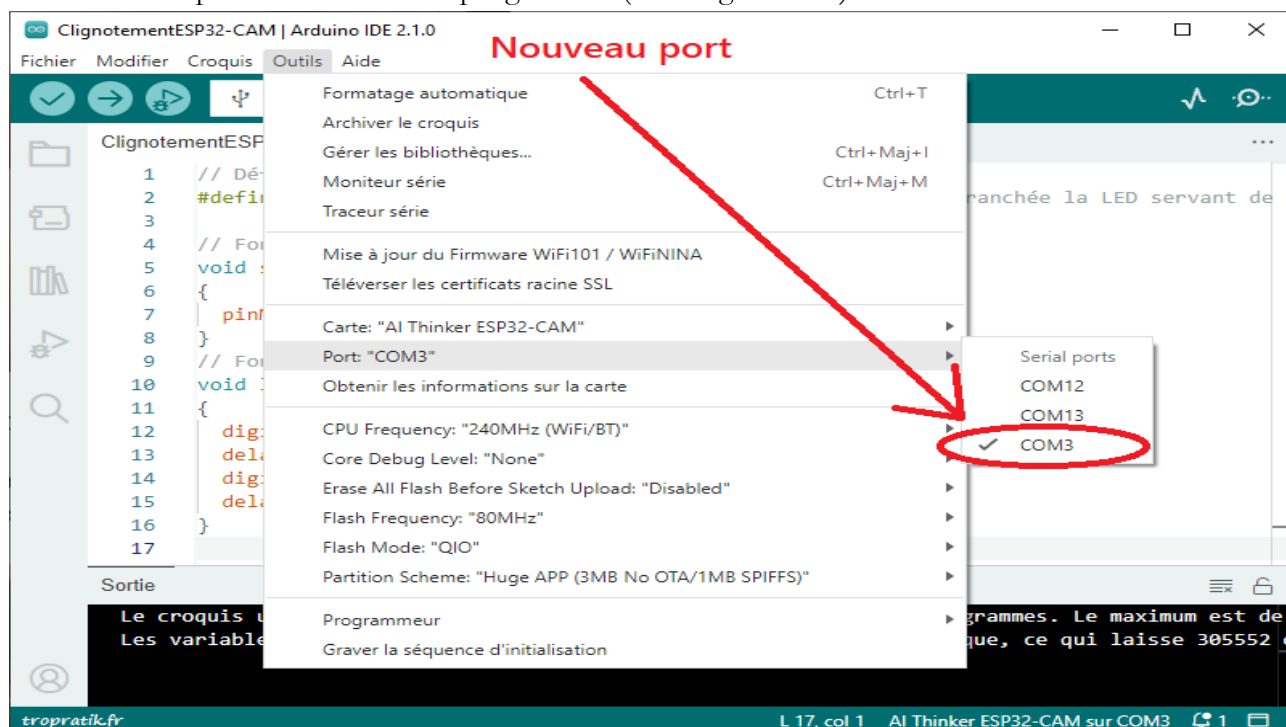 ClignotementESP32-CAM | Arduino IDE 2.1.0
Nouveau port
Fichier Modifier Croquis Outils Aide
Formatage automatique Ctrl+T
Archiver le croquis
Gérer les bibliothèques... Ctrl+Maj+I
Moniteur série Ctrl+Maj+M
Traceur série
Mise à jour du Firmware WiFi101 / WiFiNINA
Téléverser les certificats racine SSL
Carte: "AI Thinker ESP32-CAM"
Port: "COM3"
Obtenir les informations sur la carte
CPU Frequency: "240MHz (WiFi/BT)"
Core Debug Level: "None"
Erase All Flash Before Sketch Upload: "Disabled"
Flash Frequency: "80MHz"
Flash Mode: "QIO"
Partition Scheme: "Huge APP (3MB No OTA/1MB SPIFFS)"
Programmeur
Graver la séquence d'initialisation
Serial ports
COM12
COM13
COM3
ClignotementESP
1 // Dé
2 #defin ranchée la LED servant de
3
4 // Fo
5 void s
6 {
7 pinM
8 }
9 // Fo
10 void l
11 {
12 dig
13 dela
14 dig
15 dela
16 }
17
Sortie
Le croquis u grammes. Le maximum est de
Les variable que, ce qui laisse 305552
tropratik.fr L 17, col 1 AI Thinker ESP32-CAM sur COM3 1